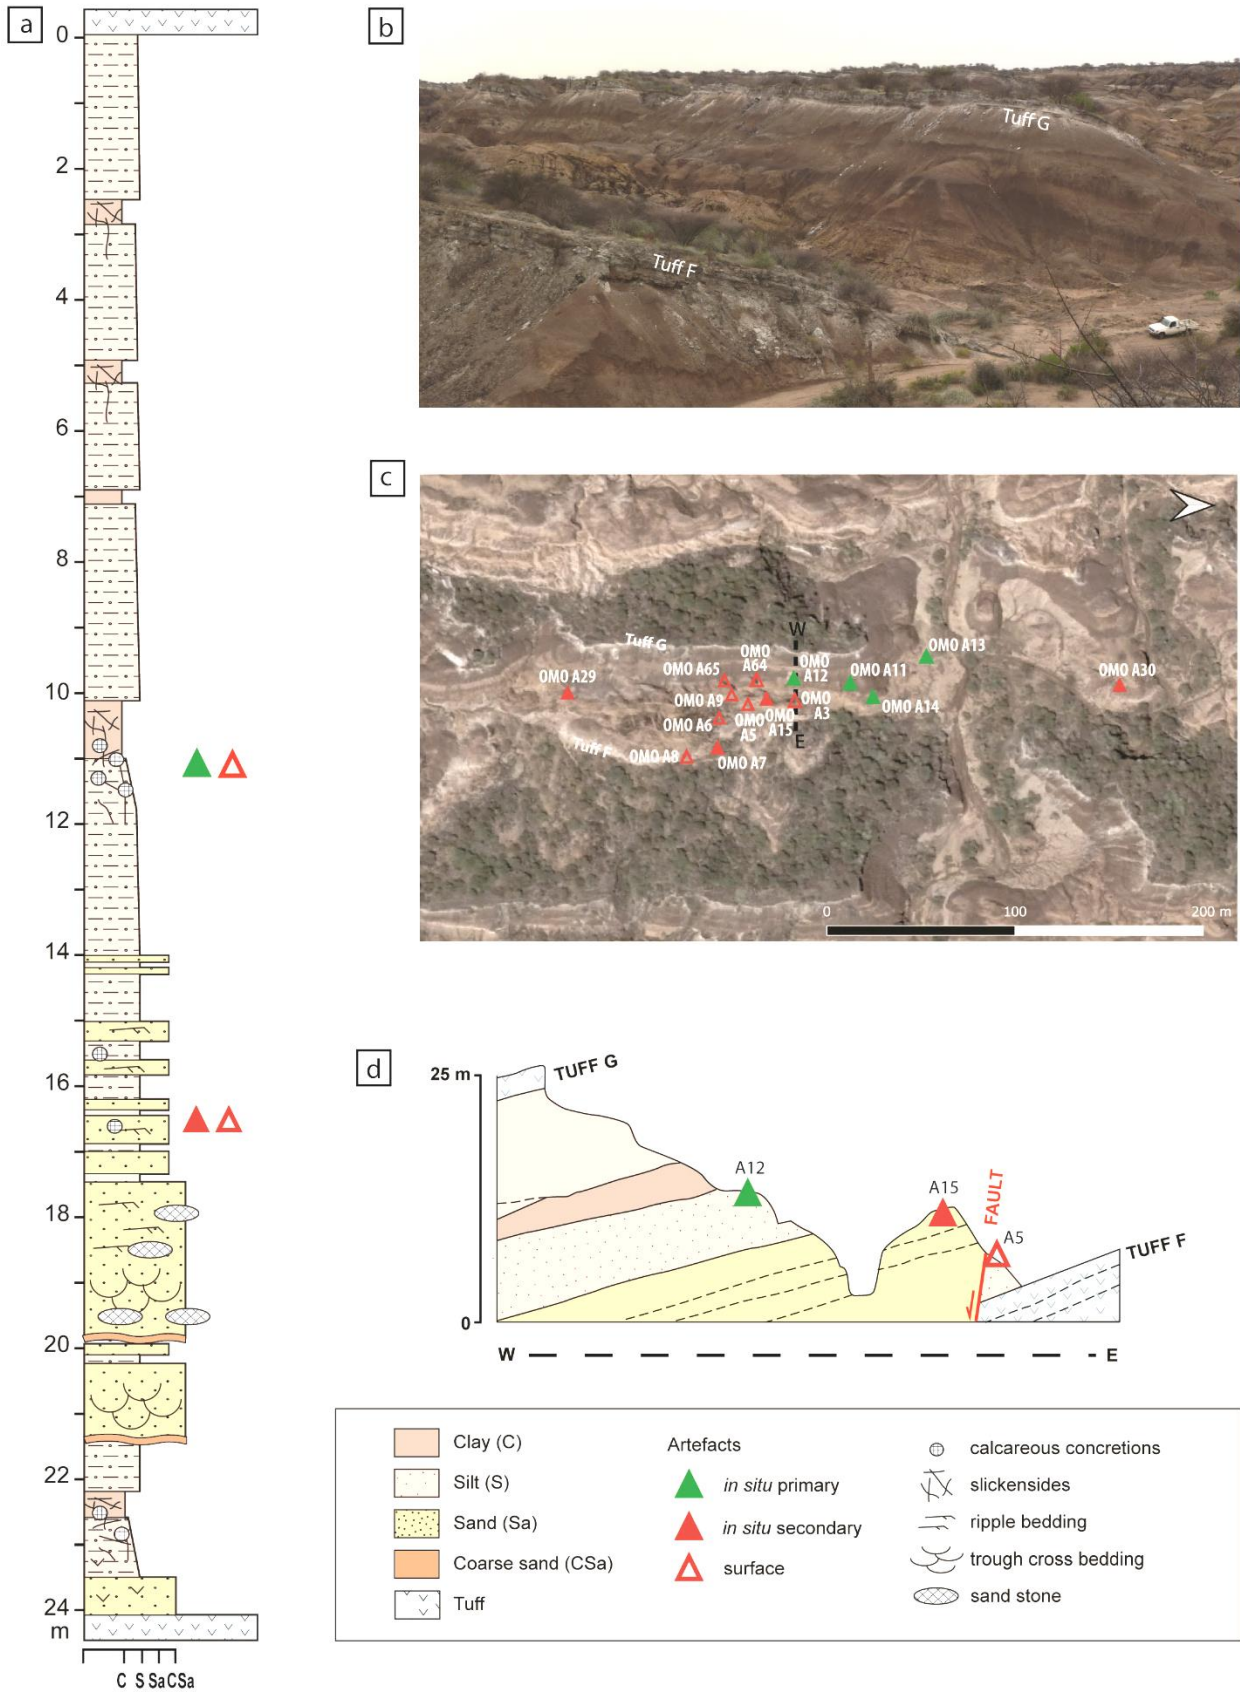 a
0
2
4
6
8
10
12
14
16
18
20
22
24
m
C S Sa CSa
b
Tuff G
Tuff F
c
W
Tuff G
OMO A13
OMO
A64
OMO
A12
OMO A65
OMO A11
OMO A30
OMO A29
OMO A9
OMO
A3
OMO A14
OMO A6
OMO
A5
OMO
A15
Tuff F
E
OMO A8
OMO A7
0 100 200 m
d
25 m
TUFF G
A12
A15
FAULT
A5
TUFF F
0
W E
Clay (C)
Silt (S)
Sand (Sa)
Coarse sand (CSa)
Tuff
Artefacts
in situ primary
in situ secondary
surface
calcareous concretions
slickensides
ripple bedding
trough cross bedding
sand stone